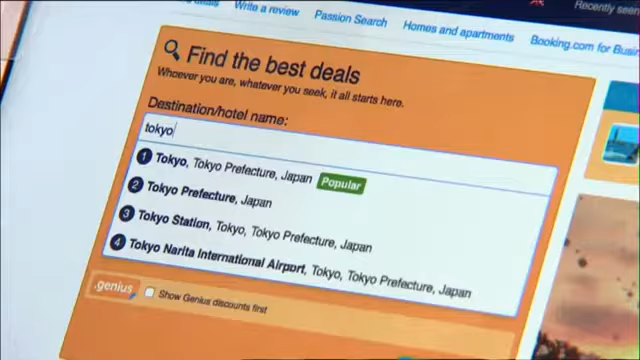 Write a review
Passion Search
Homes and apartments
Booking.com for Busi
Recently seen
Find the best deals
Whoever you are, whatever you seek, it all starts here.
Destination/hotel name:
tokyo
1 Tokyo, Tokyo Prefecture, Japan Popular
2 Tokyo Prefecture, Japan
3 Tokyo Station, Tokyo, Tokyo Prefecture, Japan
4 Tokyo Narita International Airport, Tokyo, Tokyo Prefecture, Japan
.genius
Show Genius discounts first